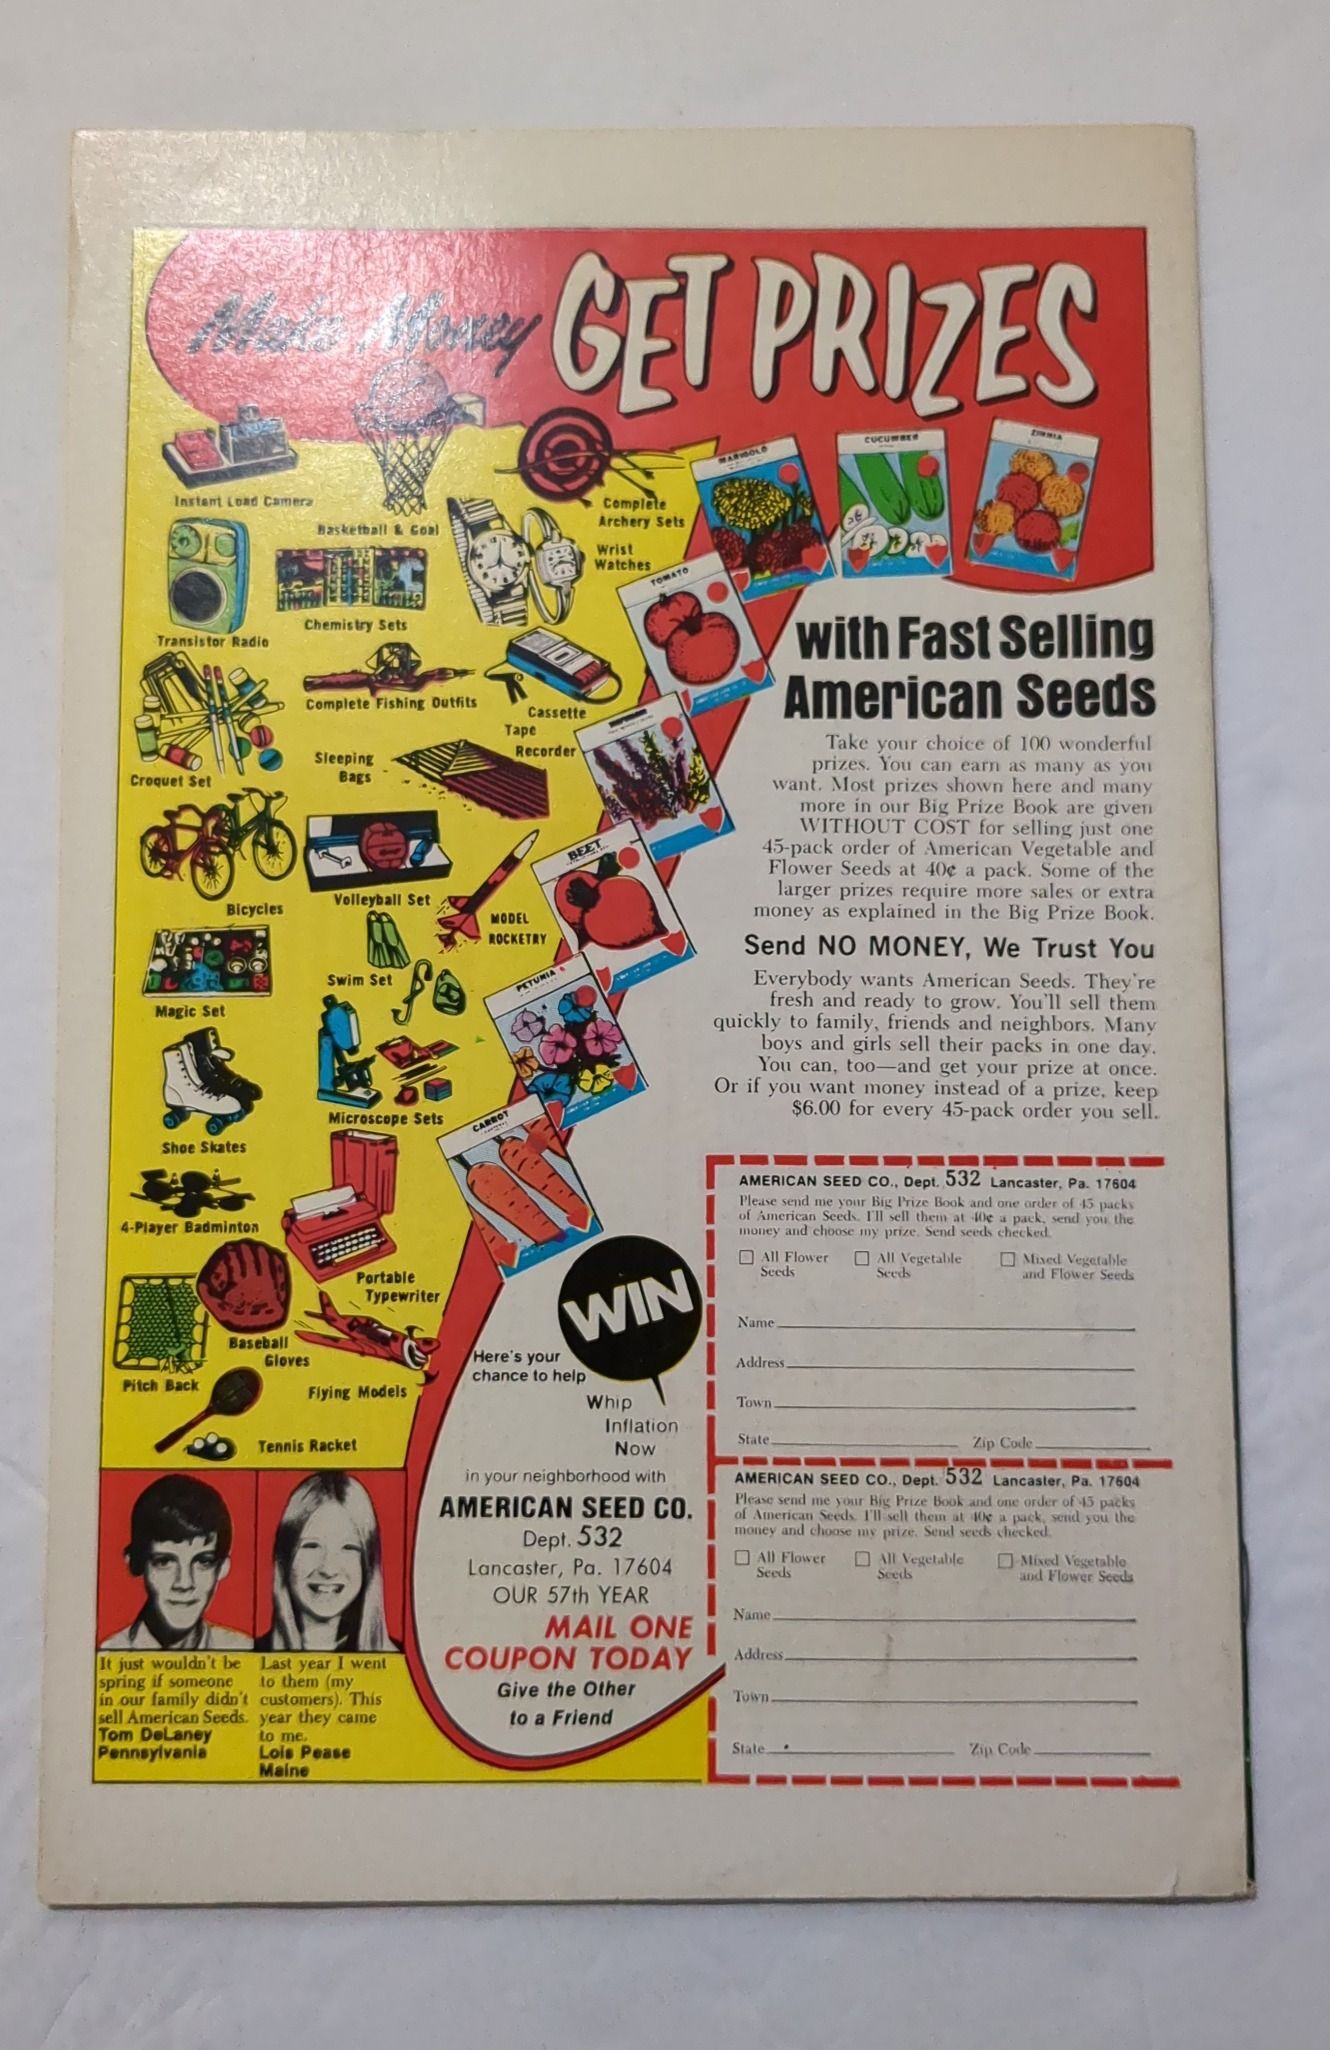 Make Money GET PRIZES
Instant Load Camera
Basketball & Goal
Complete
Archery Sets
Wrist
Watches
Transistor Radio
Chemistry Sets
Complete Fishing Outfits
Cassette
Tape
Recorder
Croquet Set
Sleeping
Bags
Bicycles
Volleyball Set
MODEL
ROCKETRY
Magic Set
Swim Set
Shoe Skates
Microscope Sets
4-Player Badminton
Portable
Typewriter
Pitch Back
Baseball
Gloves
Flying Models
Tennis Racket
MARIGOLD
CUCUMBER
ZINNIA
TOMATO
BEET
PETUNIA
CARROT
with Fast Selling
American Seeds
Take your choice of 100 wonderful
prizes. You can earn as many as you
want. Most prizes shown here and many
more in our Big Prize Book are given
WITHOUT COST for selling just one
45-pack order of American Vegetable and
Flower Seeds at 40¢ a pack. Some of the
larger prizes require more sales or extra
money as explained in the Big Prize Book.
Send NO MONEY, We Trust You
Everybody wants American Seeds. They're
fresh and ready to grow. You'll sell them
quickly to family, friends and neighbors. Many
boys and girls sell their packs in one day.
You can, too—and get your prize at once.
Or if you want money instead of a prize, keep
$6.00 for every 45-pack order you sell.
WIN
Here's your
chance to help
Whip
Inflation
Now
in your neighborhood with
AMERICAN SEED CO.
Dept. 532
Lancaster, Pa. 17604
OUR 57th YEAR
MAIL ONE
COUPON TODAY
Give the Other
to a Friend
It just wouldn't be
spring if someone
in our family didn't
sell American Seeds.
Tom DeLaney
Pennsylvania
Last year I went
to them (my
customers). This
year they came
to me.
Lois Pease
Maine
AMERICAN SEED CO., Dept. 532 Lancaster, Pa. 17604
Please send me your Big Prize Book and one order of 45 packs
of American Seeds. I'll sell them at 40¢ a pack, send you the
money and choose my prize. Send seeds checked.
All Flower Seeds
All Vegetable Seeds
Mixed Vegetable and Flower Seeds
Name
Address
Town
State Zip Code
AMERICAN SEED CO., Dept. 532 Lancaster, Pa. 17604
Please send me your Big Prize Book and one order of 45 packs
of American Seeds. I'll sell them at 40¢ a pack, send you the
money and choose my prize. Send seeds checked.
All Flower Seeds
All Vegetable Seeds
Mixed Vegetable and Flower Seeds
Name
Address
Town
State Zip Code